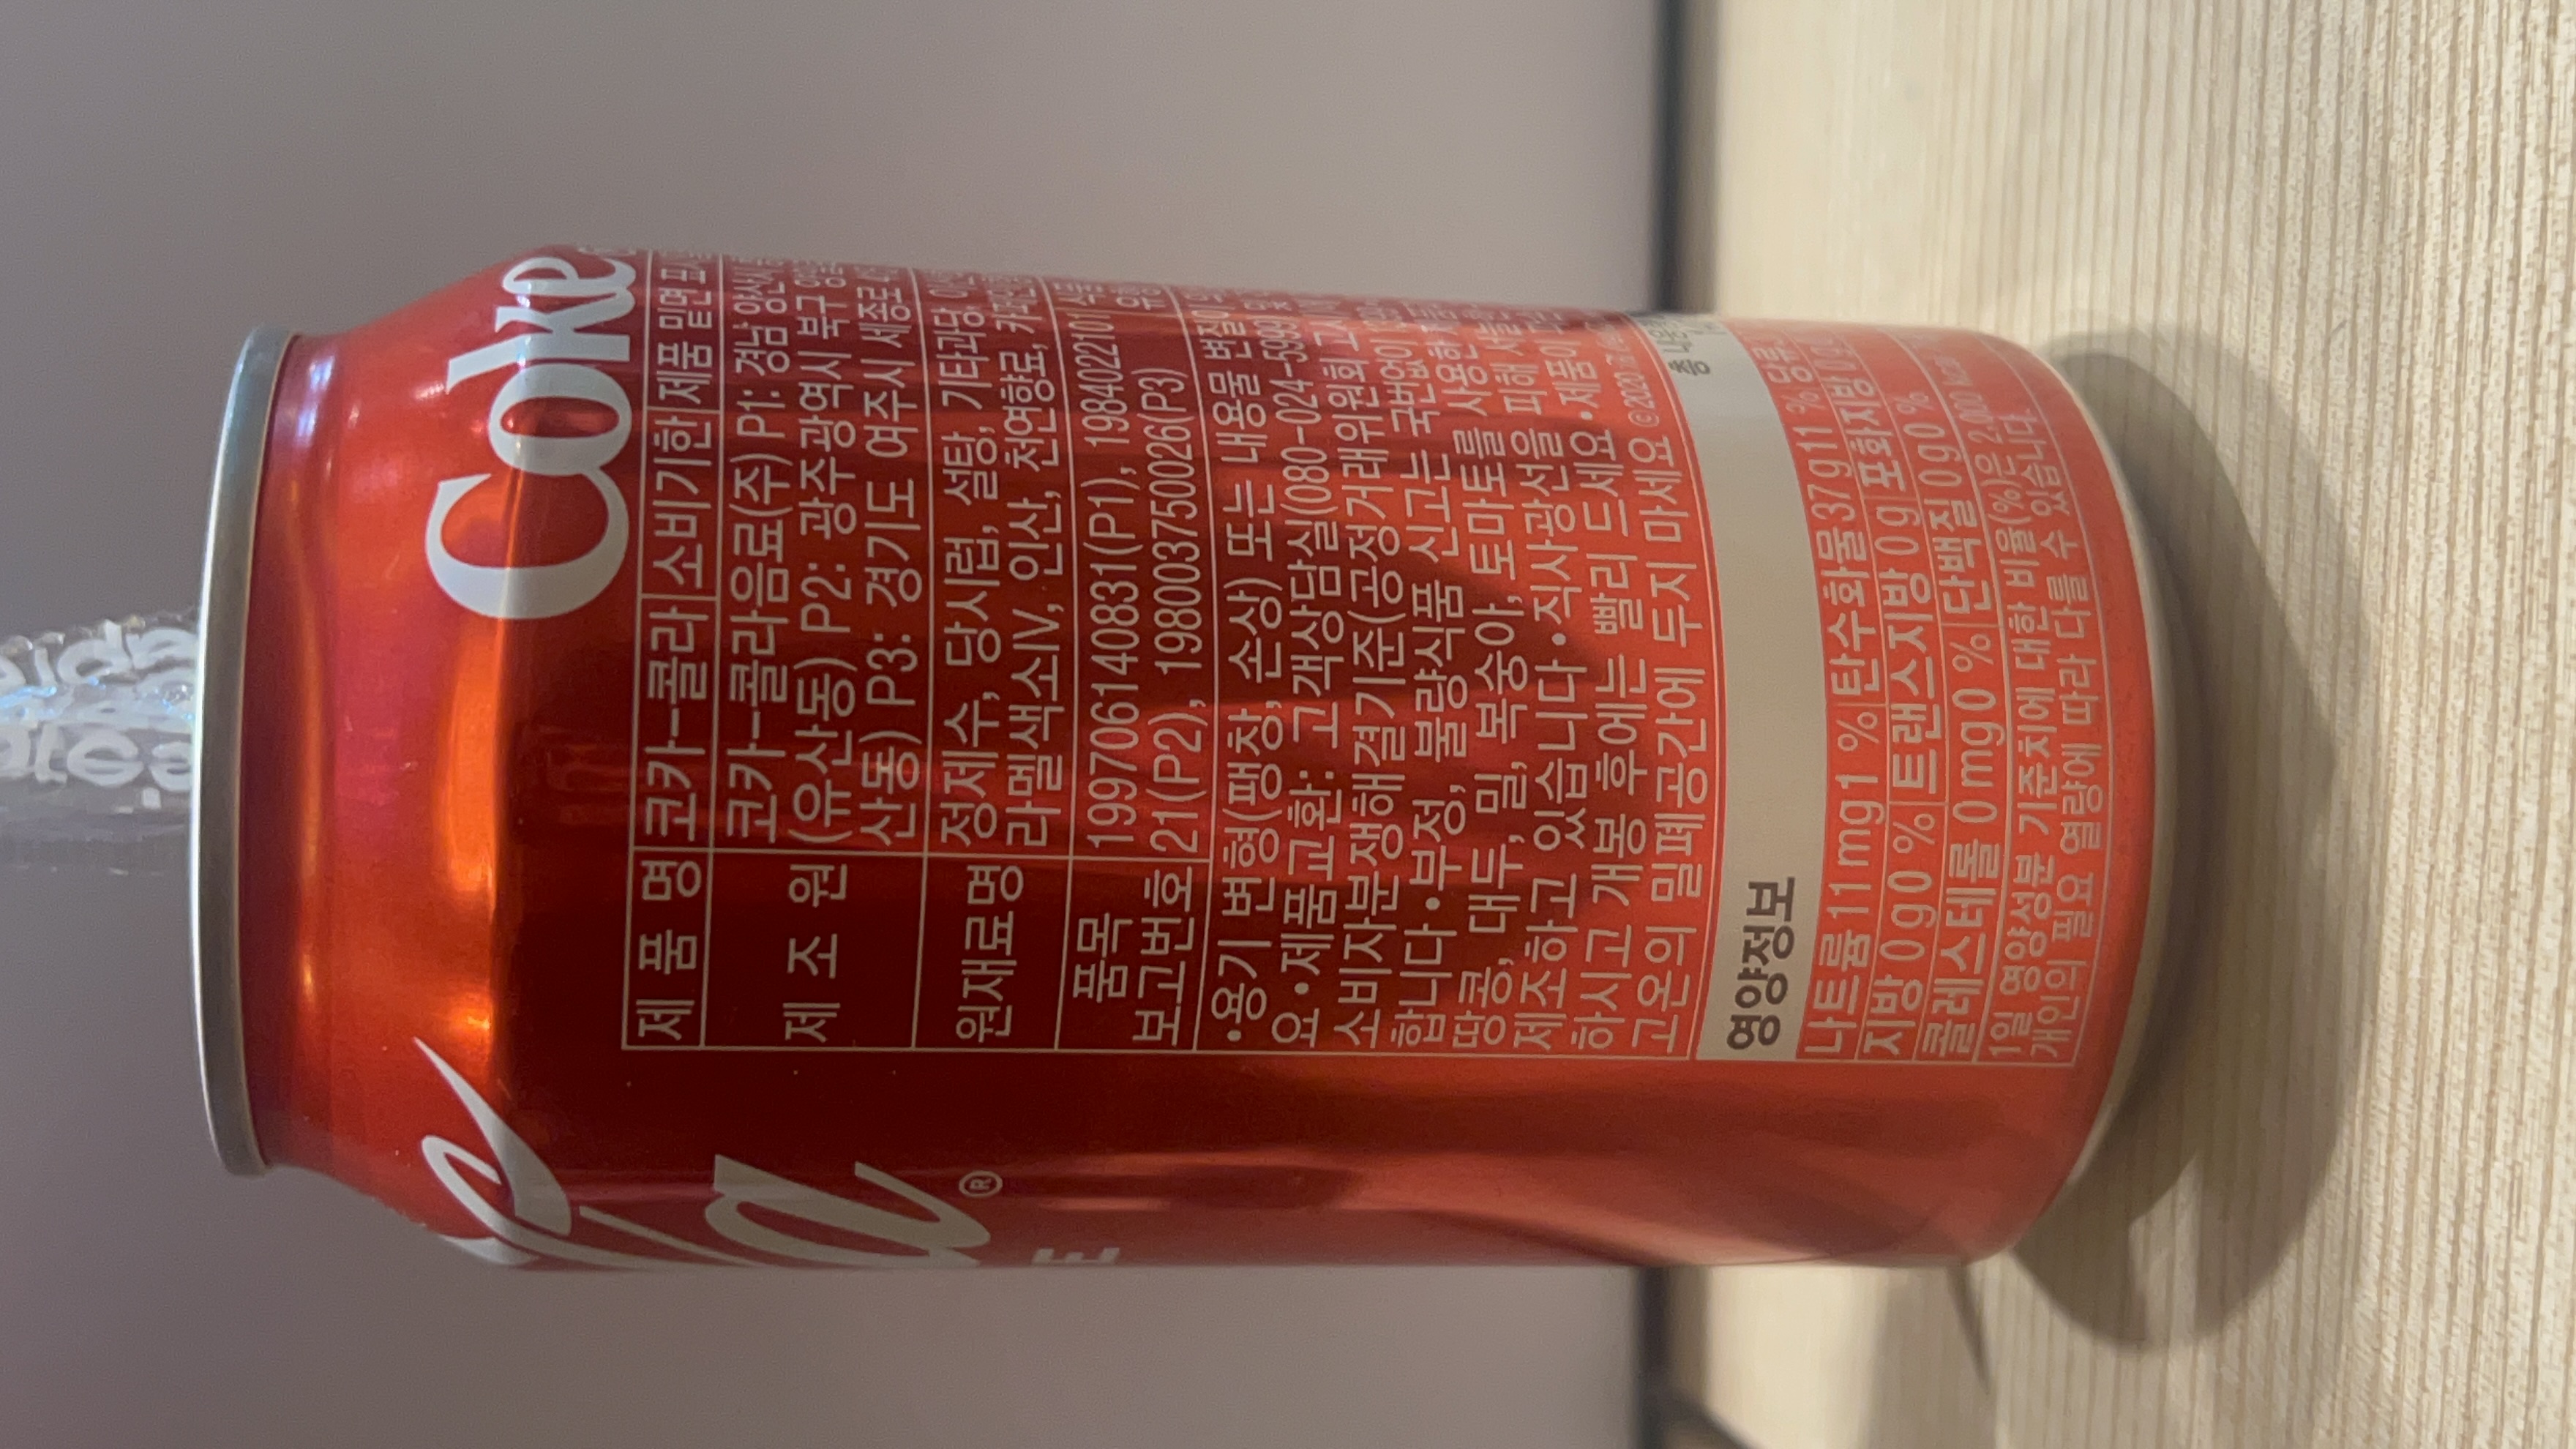 Coke
제 품 명 코카-콜라 소비기한 제품 밑면
제 조 원
코카-콜라음료(주) P1: 경남 양산시
(유산동) P2: 광주광역시 북구
산동) P3: 경기도 여주시 세종로
원재료명
정제수, 당시럽, 설탕, 기타과당,
라멜색소IV, 인산, 천연향료,
품목
보고번호
199706140831(P1), 1984022101
21(P2), 198003750026(P3)
•용기 변형(팽창, 손상) 또는 내용물 변질이
요•제품교환: 고객상담실(080-024-5999)
소비자분쟁해결기준(공정거래위원회
합니다•부정, 불량식품 신고는 국번없이
땅콩, 대두, 밀, 복숭아, 토마토를 사용한
제조하고 있습니다•직사광선을 피해
하시고 개봉 후에는 빨리 드세요•제품이
고온의 밀폐공간에 두지 마세요 ©2020
영양정보
총
나트륨 11 mg 1 % 탄수화물 37 g 11 % 당류
지방 0 g 0 % 트랜스지방 0 g 포화지방 0 g
콜레스테롤 0 mg 0 % 단백질 0 g 0 %
1일 영양성분 기준치에 대한 비율(%)은 2,000 kcal
개인의 필요 열량에 따라 다를 수 있습니다.